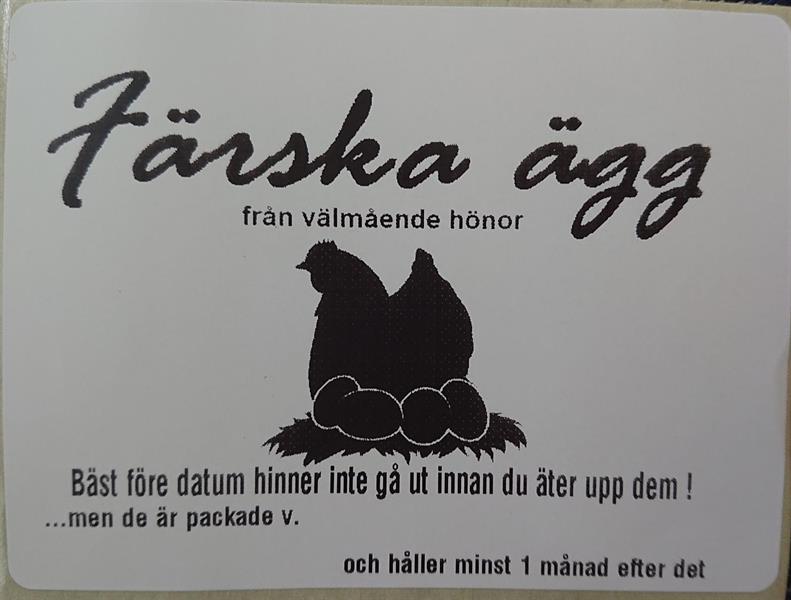 Färska ägg
från välmående hönor
Bäst före datum hinner inte gå ut innan du äter upp dem !
...men de är packade v.
och håller minst 1 månad efter det